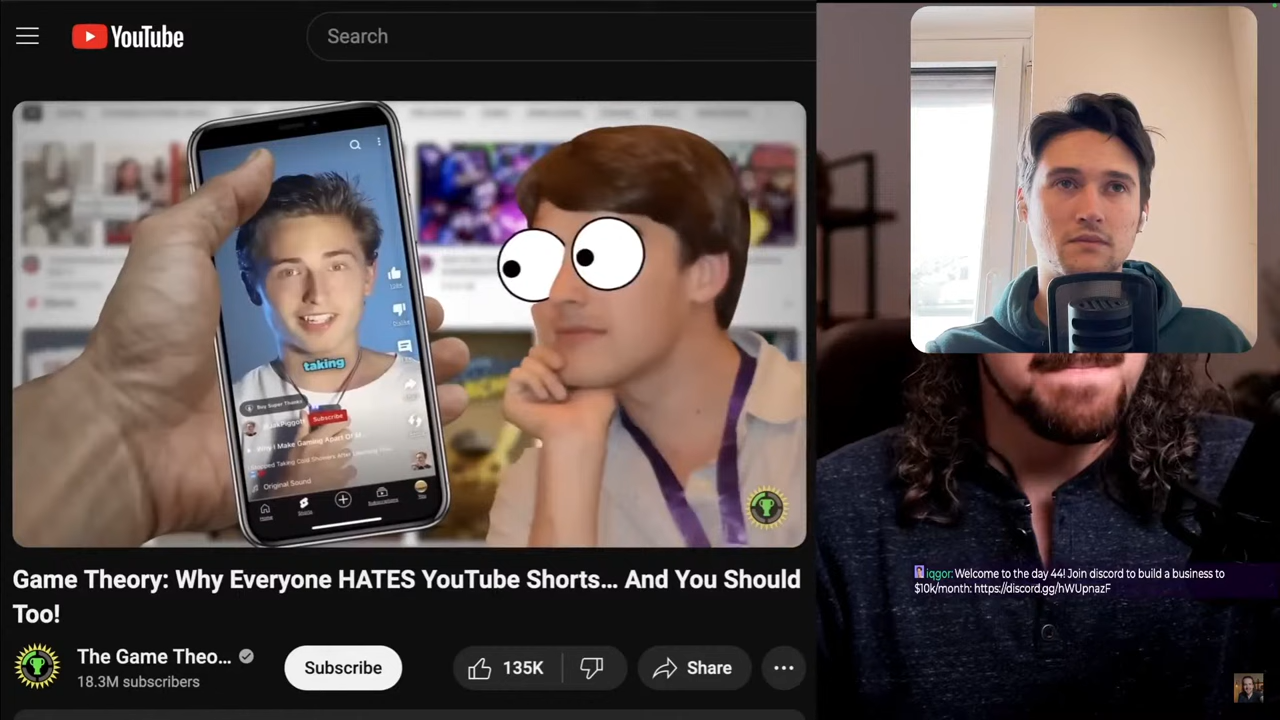 YouTube
Search
taking
Subscribe
Original Sound
Game Theory: Why Everyone HATES YouTube Shorts... And You Should
Too!
The Game Theo...
18.3M subscribers
Subscribe
135K
Share
iqgor: Welcome to the day 44! Join discord to build a business to
$10k/month: https://discord.gg/hWUpnazF